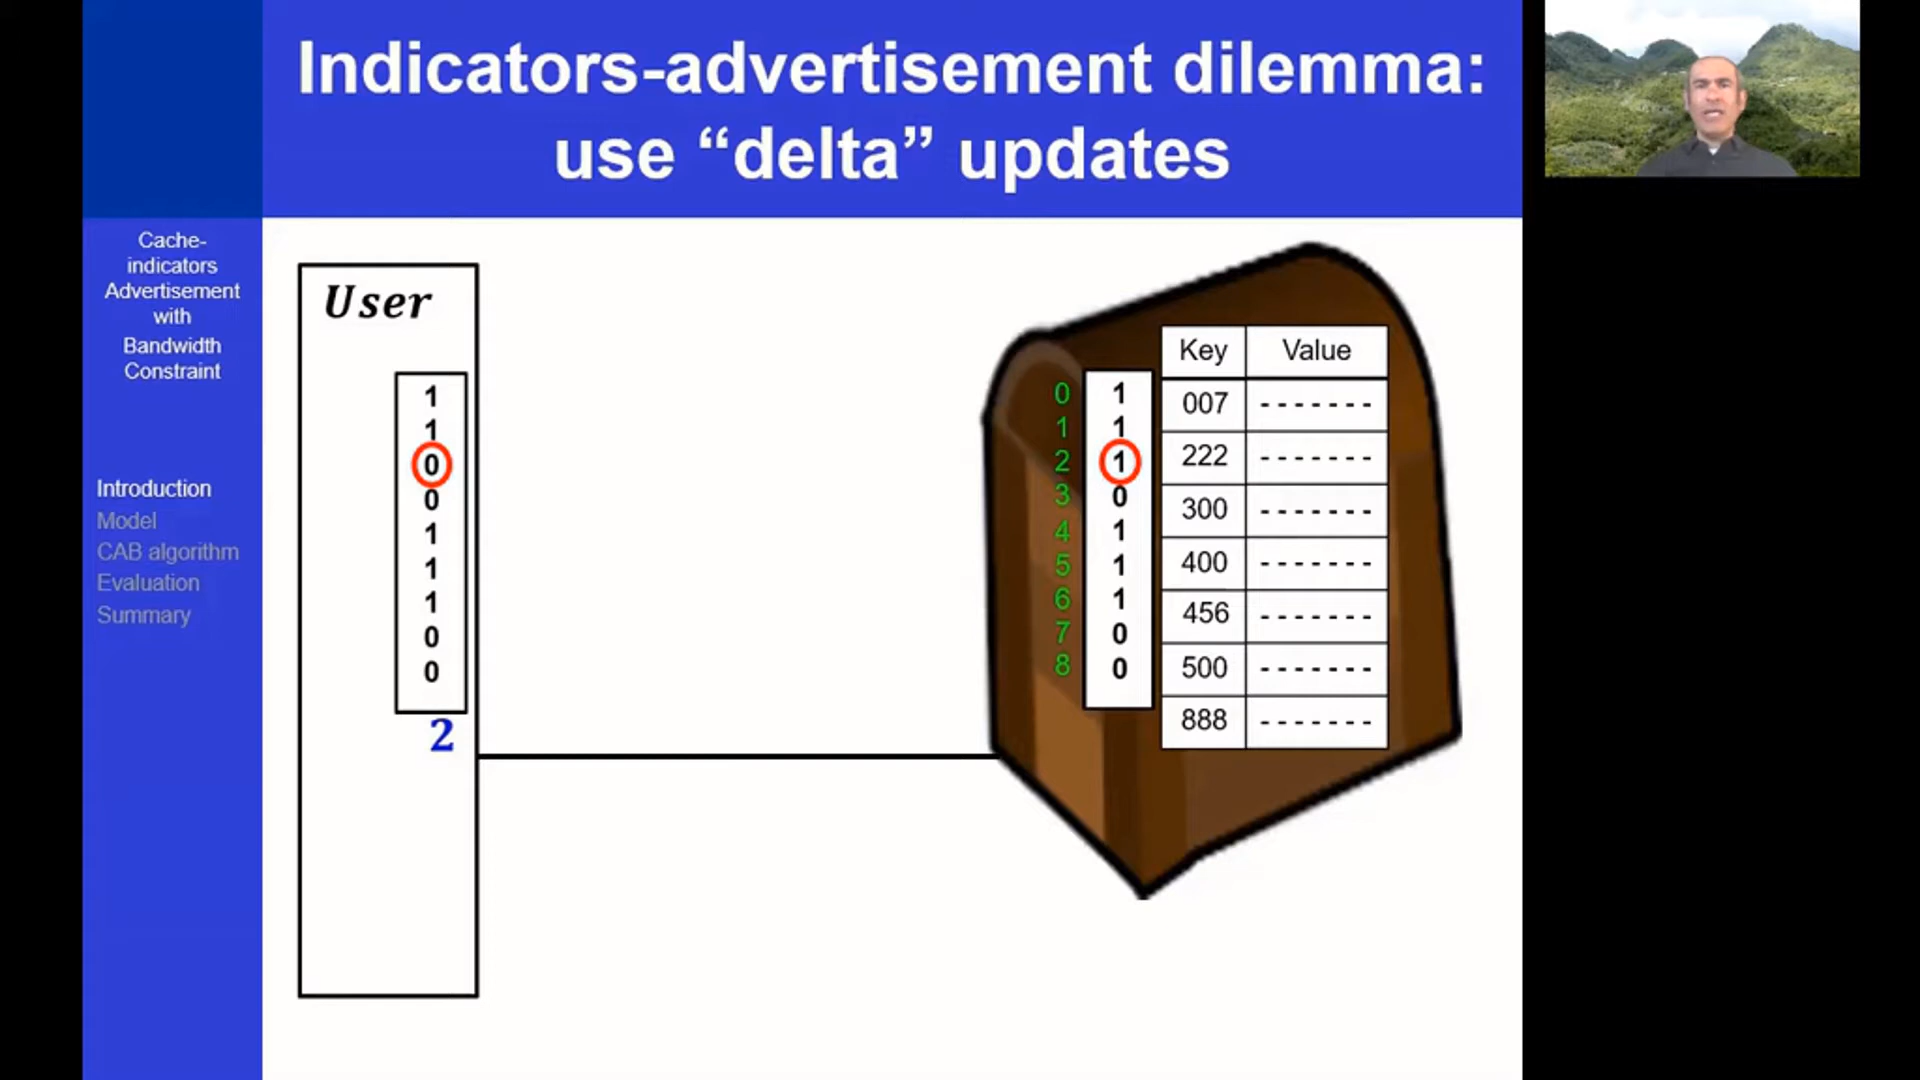 Indicators-advertisement dilemma:
use “delta” updates
Cache-
indicators
Advertisement
with
Bandwidth
Constraint
Introduction
Model
CAB algorithm
Evaluation
Summary
User
1
1
0
0
1
1
1
0
0
2
0 1
1 1
2 1
3 0
4 1
5 1
6 1
7 0
8 0
Key Value
007 -------
222 -------
300 -------
400 -------
456 -------
500 -------
888 -------